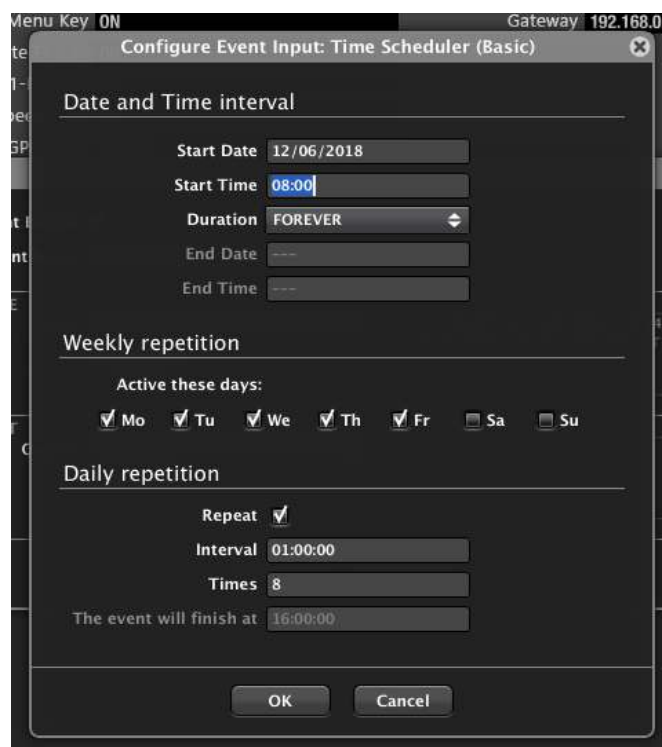 Menu Key ON Gateway 192.168.0
Configure Event Input: Time Scheduler (Basic)
Date and Time interval
Start Date 12/06/2018
Start Time 08:00
Duration FOREVER
End Date ---
End Time ---
Weekly repetition
Active these days:
Mo Tu We Th Fr Sa Su
Daily repetition
Repeat
Interval 01:00:00
Times 8
The event will finish at 16:00:00
OK Cancel